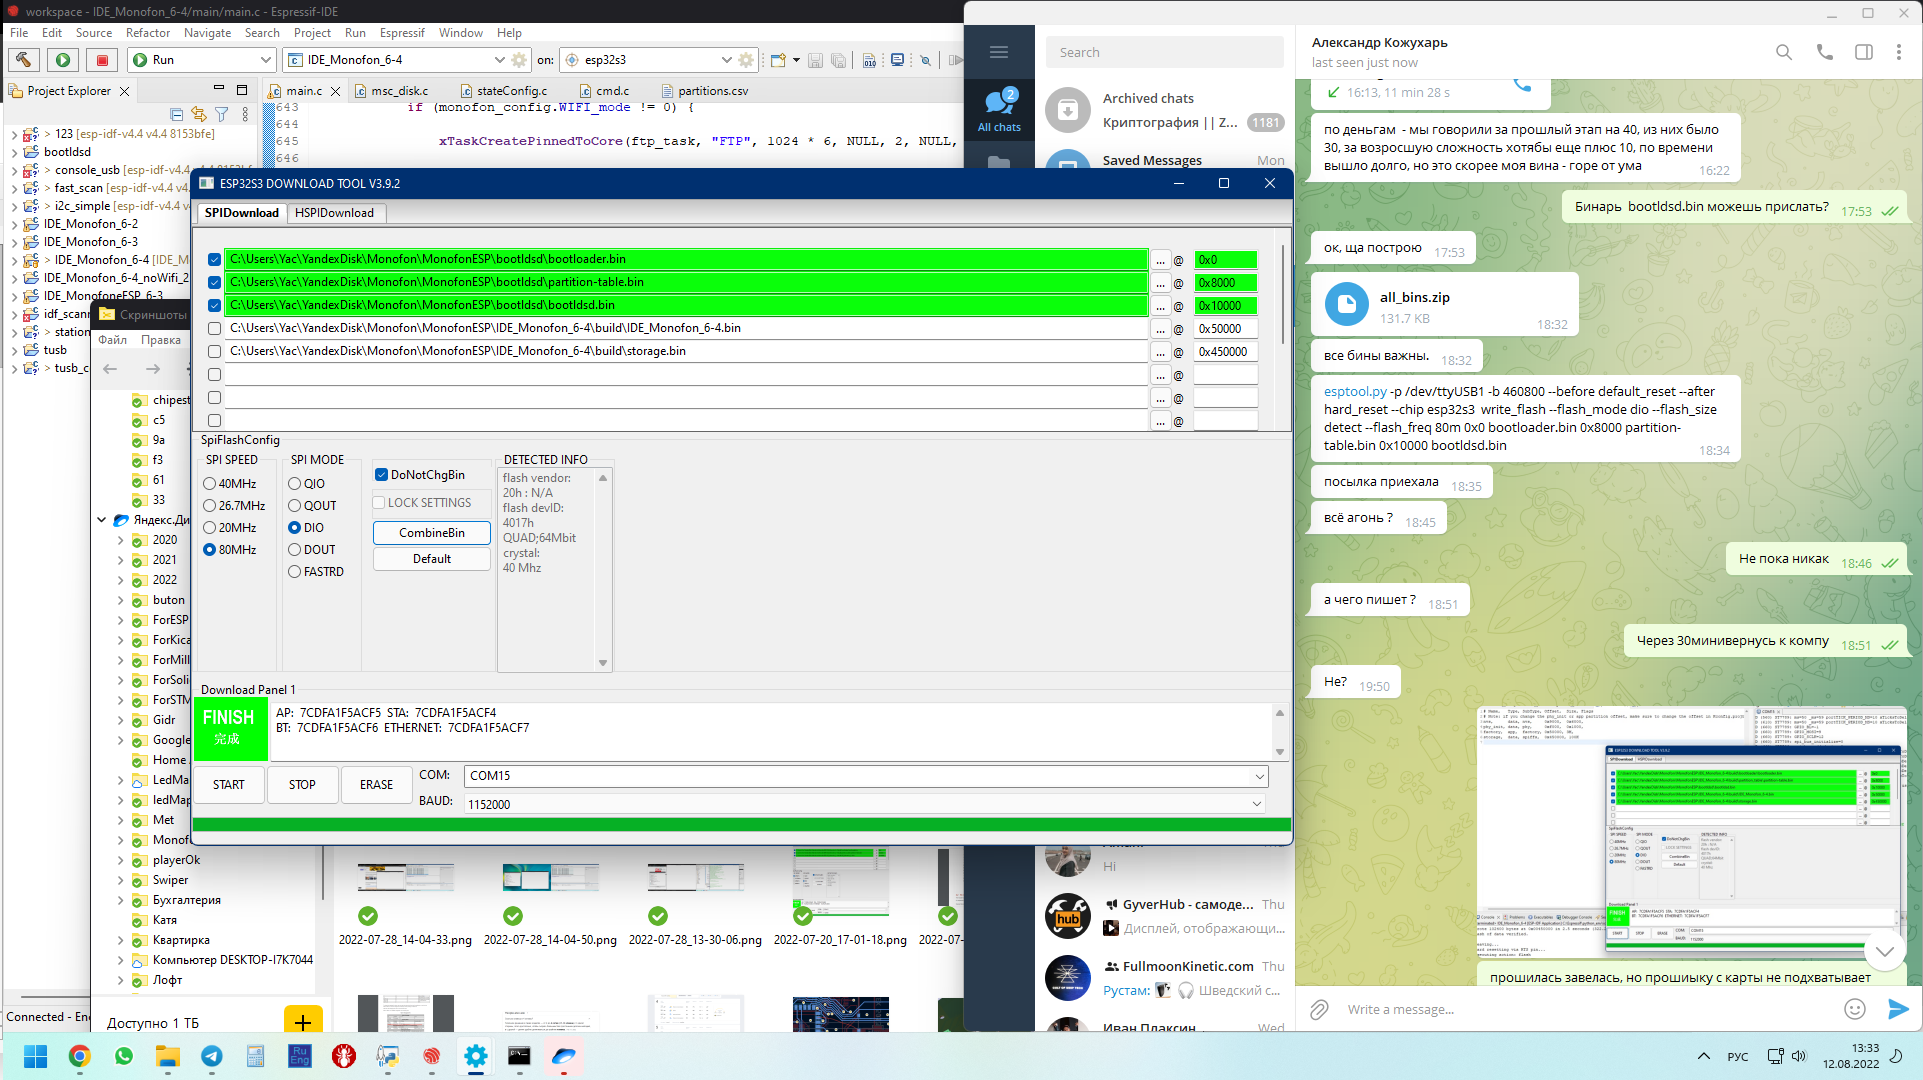 workspace - IDE_Monofon_6-4/main/main.c - Espressif-IDE
File Edit Source Refactor Navigate Search Project Run Espressif Window Help
Run
IDE_Monofon_6-4
on:
esp32s3
Project Explorer
main.c
msc_disk.c
stateConfig.c
cmd.c
partitions.csv
643 if (monofon_config.WIFI_mode != 0) {
644
645 xTaskCreatePinnedToCore(ftp_task, "FTP", 1024 * 6, NULL, 2, NULL,
646
> 123 [esp-idf-v4.4 v4.4 8153bfe]
bootldsd
> console_usb [esp-idf-v4.4
> fast_scan [esp-idf-v4.4 v4.
> i2c_simple [esp-idf-v4.4
IDE_Monofon_6-2
IDE_Monofon_6-3
> IDE_Monofon_6-4 [IDE_M
IDE_Monofon_6-4_noWifi_2
IDE_MonofoneESP_6-3
idf_scann
> station
tusb
> tusb_c
ESP32S3 DOWNLOAD TOOL V3.9.2
SPIDownload
HSPIDownload
C:\Users\Yac\YandexDisk\Monofon\MonofonESP\bootldsd\bootloader.bin ... @ 0x0
C:\Users\Yac\YandexDisk\Monofon\MonofonESP\bootldsd\partition-table.bin ... @ 0x8000
C:\Users\Yac\YandexDisk\Monofon\MonofonESP\bootldsd\bootldsd.bin ... @ 0x10000
C:\Users\Yac\YandexDisk\Monofon\MonofonESP\IDE_Monofon_6-4\build\IDE_Monofon_6-4.bin ... @ 0x50000
C:\Users\Yac\YandexDisk\Monofon\MonofonESP\IDE_Monofon_6-4\build\storage.bin ... @ 0x450000
... @
... @
... @
SpiFlashConfig
SPI SPEED
40MHz
26.7MHz
20MHz
80MHz
SPI MODE
QIO
QOUT
DIO
DOUT
FASTRD
DoNotChgBin
LOCK SETTINGS
CombineBin
Default
DETECTED INFO
flash vendor:
20h : N/A
flash devID:
4017h
QUAD;64Mbit
crystal:
40 Mhz
Download Panel 1
FINISH
完成
AP: 7CDFA1F5ACF5 STA: 7CDFA1F5ACF4
BT: 7CDFA1F5ACF6 ETHERNET: 7CDFA1F5ACF7
START
STOP
ERASE
COM:
COM15
BAUD:
1152000
Скриншоты
Файл Правка
chipest
c5
9a
f3
61
33
Яндекс.Ди
2020
2021
2022
buton
ForESP
ForKica
ForMill
ForSoli
ForSTM
Gidr
Google
Home
LedMa
ledMap
Met
Monof
playerOk
Swiper
Бухгалтерия
Катя
Квартирка
Компьютер DESKTOP-I7K7044
Лофт
Доступно 1 ТБ
2022-07-28_14-04-33.png
2022-07-28_14-04-50.png
2022-07-28_13-30-06.png
2022-07-20_17-01-18.png
2022-07-
Connected - Enc
Search
2
All chats
Archived chats
Криптография || Z... 1181
Saved Messages Mon
Hi
GyverHub - самоде... Thu
Дисплей, отображающи...
FullmoonKinetic.com Thu
Рустам: Шведский с...
Иван Плаксин Wed
Александр Кожухарь
last seen just now
16:13, 11 min 28 s
по деньгам - мы говорили за прошлый этап на 40, из них было
30, за возросшую сложность хотябы еще плюс 10, по времени
вышло долго, но это скорее моя вина - горе от ума 16:22
Бинарь bootldsd.bin можешь прислать? 17:53
ок, ща построю 17:53
all_bins.zip
131.7 KB 18:32
все бины важны. 18:32
esptool.py -p /dev/ttyUSB1 -b 460800 --before default_reset --after
hard_reset --chip esp32s3 write_flash --flash_mode dio --flash_size
detect --flash_freq 80m 0x0 bootloader.bin 0x8000 partition-
table.bin 0x10000 bootldsd.bin 18:34
посылка приехала 18:35
всё агонь ? 18:45
Не пока никак 18:46
а чего пишет ? 18:51
Через 30минивернусь к компу 18:51
Не? 19:50
прошилась завелась, но прошиыку с карты не подхватывает
Write a message...
Ru
Eng
РУС
13:33
12.08.2022